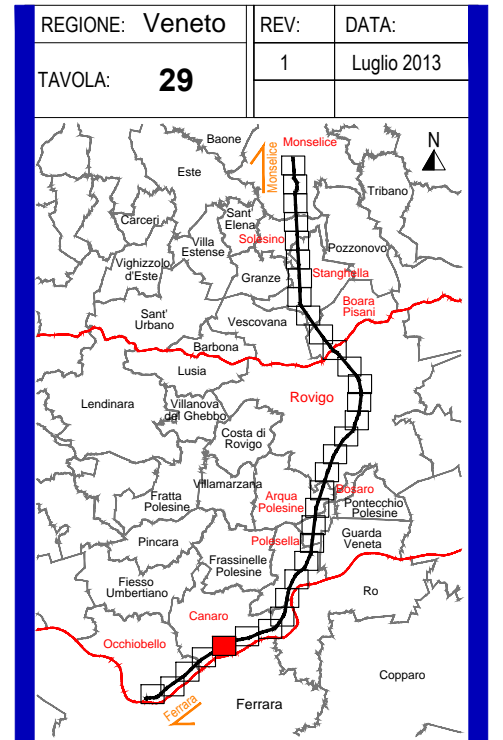 REGIONE: Veneto
REV:
DATA:
TAVOLA: 29
1
Luglio 2013
Baone
Monselice
N
Monselice
Este
Tribano
Carceri
Sant'
Elena
Solesino
Villa
Estense
Pozzonovo
Vighizzolo
d'Este
Granze
Stanghella
Boara
Pisani
Sant'
Urbano
Vescovana
Barbona
Lusia
Rovigo
Lendinara
Villanova
del Ghebbo
Costa di
Rovigo
Villamarzana
Fratta
Polesine
Arqua
Polesine
Bosaro
Pontecchio
Polesine
Pincara
Polesella
Guarda
Veneta
Frassinelle
Polesine
Fiesso
Umbertiano
Ro
Canaro
Occhiobello
Copparo
Ferrara
Ferrara